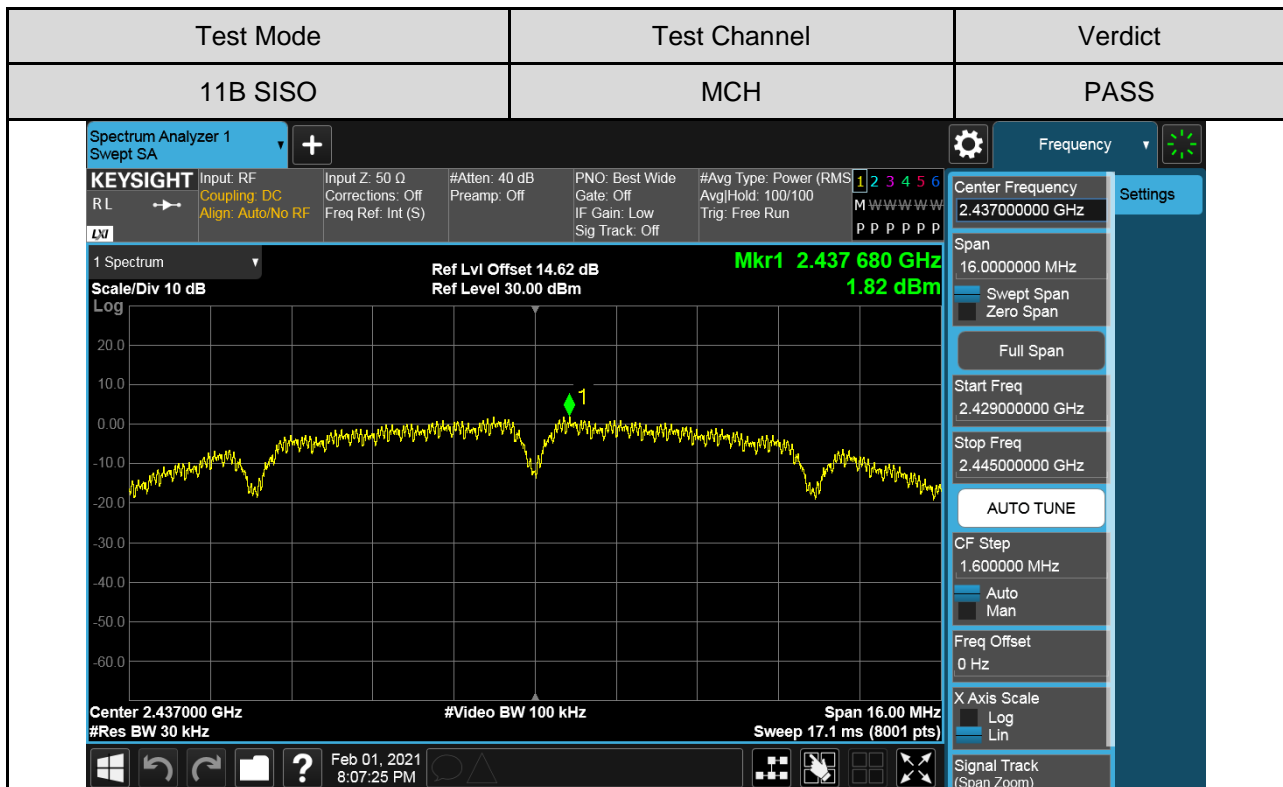 Test Mode Test Channel Verdict
11B SISO MCH PASS
Spectrum Analyzer 1
Swept SA
Frequency
KEYSIGHT
RL
LXI
Input: RF
Coupling: DC
Align: Auto/No RF
Input Z: 50 Ω
Corrections: Off
Freq Ref: Int (S)
#Atten: 40 dB
Preamp: Off
PNO: Best Wide
Gate: Off
IF Gain: Low
Sig Track: Off
#Avg Type: Power (RMS
Avg|Hold: 100/100
Trig: Free Run
1 2 3 4 5 6
M W W W W W
P P P P P P
1 Spectrum
Scale/Div 10 dB
Ref Lvl Offset 14.62 dB
Ref Level 30.00 dBm
Mkr1 2.437 680 GHz
1.82 dBm
Log
20.0
10.0
0.00
-10.0
-20.0
-30.0
-40.0
-50.0
-60.0
1
Center 2.437000 GHz
#Res BW 30 kHz
#Video BW 100 kHz
Span 16.00 MHz
Sweep 17.1 ms (8001 pts)
?
Feb 01, 2021
8:07:25 PM
Center Frequency
2.437000000 GHz
Settings
Span
16.0000000 MHz
Swept Span
Zero Span
Full Span
Start Freq
2.429000000 GHz
Stop Freq
2.445000000 GHz
AUTO TUNE
CF Step
1.600000 MHz
Auto
Man
Freq Offset
0 Hz
X Axis Scale
Log
Lin
Signal Track
(Span Zoom)